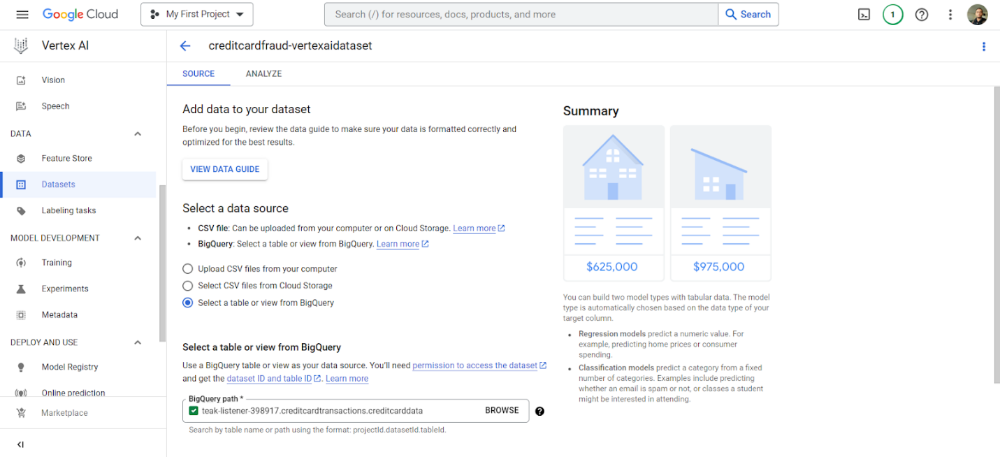 Google Cloud
My First Project
Search (/) for resources, docs, products, and more
Search
1
Vertex AI
creditcardfraud-vertexaidataset
Vision
Speech
DATA
Feature Store
Datasets
Labeling tasks
MODEL DEVELOPMENT
Training
Experiments
Metadata
DEPLOY AND USE
Model Registry
Online prediction
Marketplace
SOURCE
ANALYZE
Add data to your dataset
Before you begin, review the data guide to make sure your data is formatted correctly and
optimized for the best results.
VIEW DATA GUIDE
Select a data source
• CSV file: Can be uploaded from your computer or on Cloud Storage. Learn more
• BigQuery: Select a table or view from BigQuery. Learn more
Upload CSV files from your computer
Select CSV files from Cloud Storage
Select a table or view from BigQuery
Select a table or view from BigQuery
Use a BigQuery table or view as your data source. You'll need permission to access the dataset
and get the dataset ID and table ID. Learn more
BigQuery path *
teak-listener-398917.creditcardtransactions.creditcarddata
BROWSE
Search by table name or path using the format: projectId.datasetId.tableId.
Summary
$625,000
$975,000
You can build two model types with tabular data. The model
type is automatically chosen based on the data type of your
target column.
• Regression models predict a numeric value. For
example, predicting home prices or consumer
spending.
• Classification models predict a category from a fixed
number of categories. Examples include predicting
whether an email is spam or not, or classes a student
might be interested in attending.